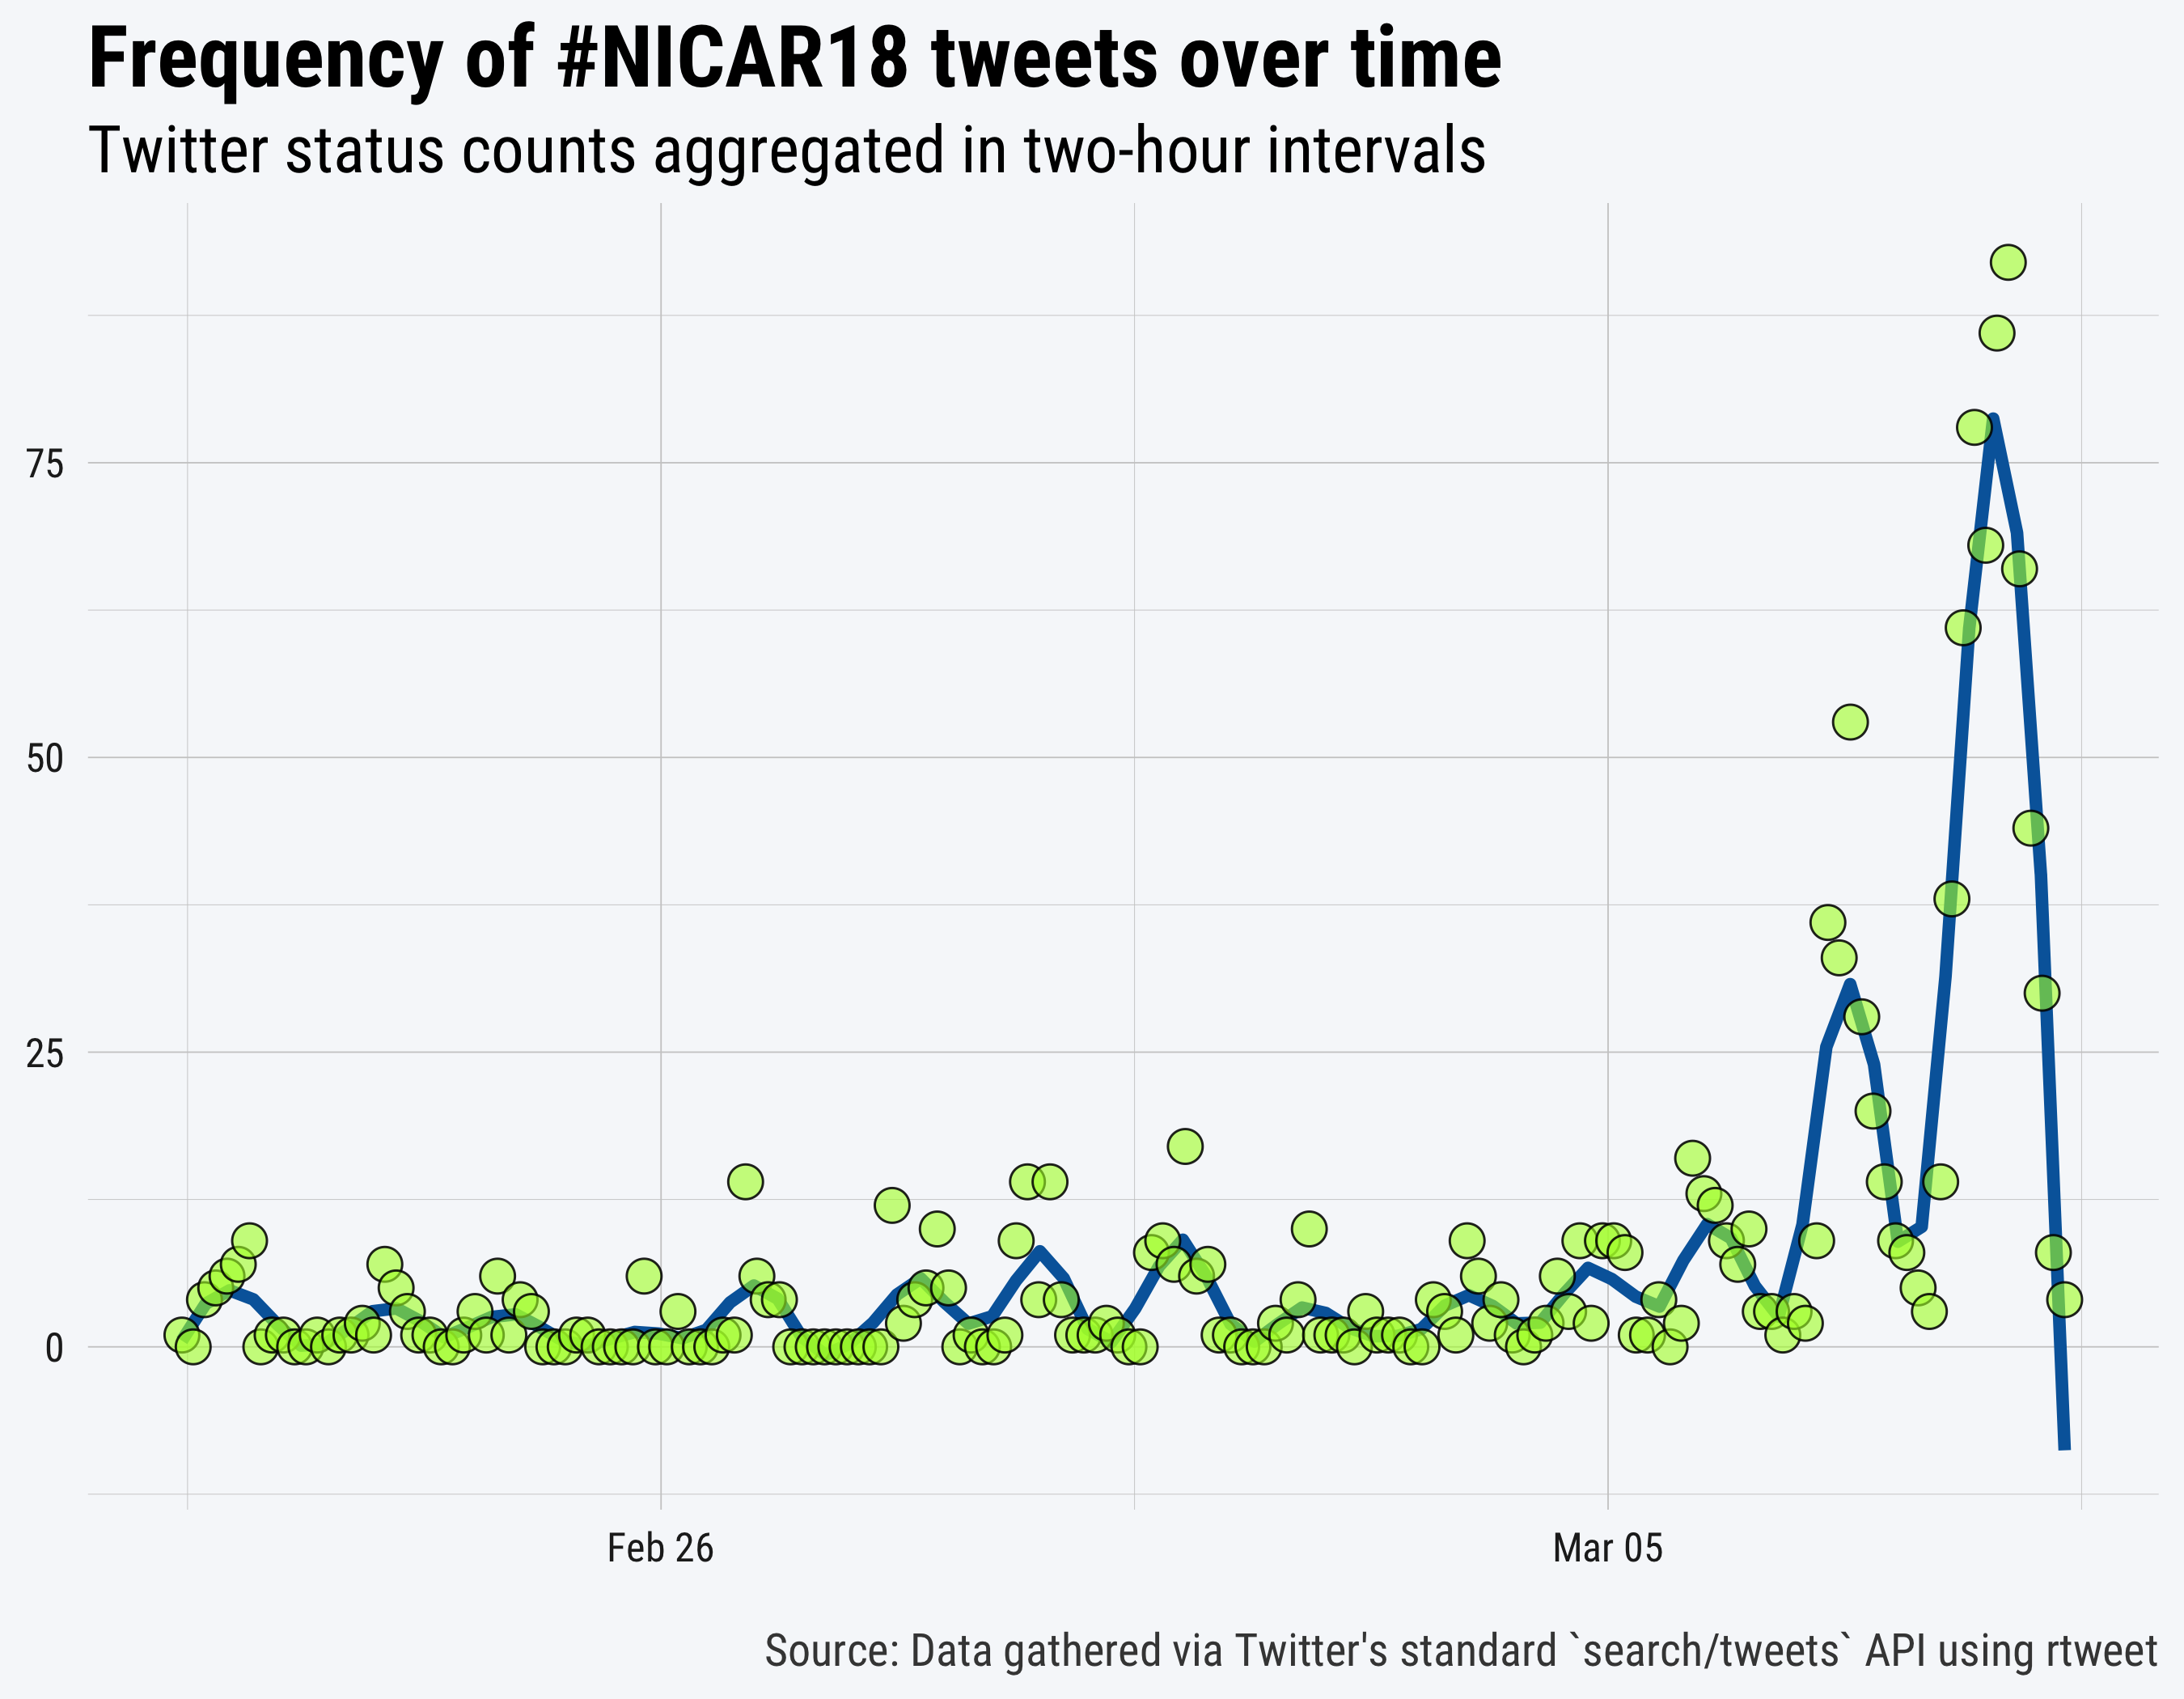 Frequency of #NICAR18 tweets over time
Twitter status counts aggregated in two-hour intervals
75
50
25
0
Feb 26
Mar 05
Source: Data gathered via Twitter's standard `search/tweets` API using rtweet